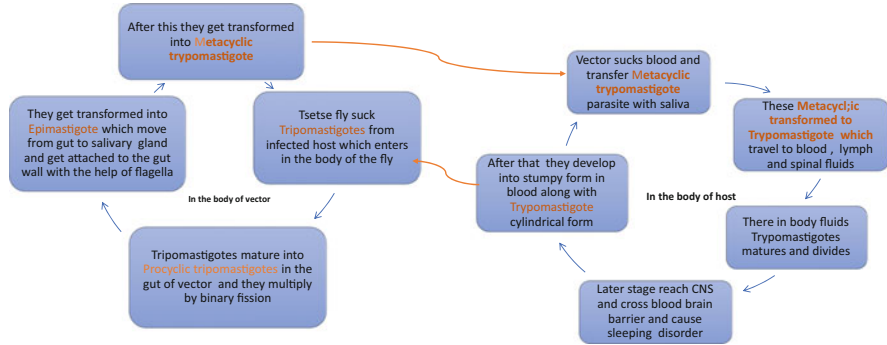 After this they get transformed
into Metacyclic
trypomastigote
They get transformed into
Epimastigote which move
from gut to salivary gland
and get attached to the gut
wall with the help of flagella
Tsetse fly suck
Tripomastigotes from
infected host which enters
in the body of the fly
In the body of vector
Tripomastigotes mature into
Procyclic tripomastigotes in the
gut of vector and they multiply
by binary fission
Vector sucks blood and
transfer Metacyclic
trypomastigote
parasite with saliva
These Metacycl;ic
transformed to
Trypomastigote which
travel to blood , lymph
and spinal fluids
After that they develop
into stumpy form in
blood along with
Trypomastigote
cylindrical form
In the body of host
There in body fluids
Trypomastigotes
matures and divides
Later stage reach CNS
and cross blood brain
barrier and cause
sleeping disorder